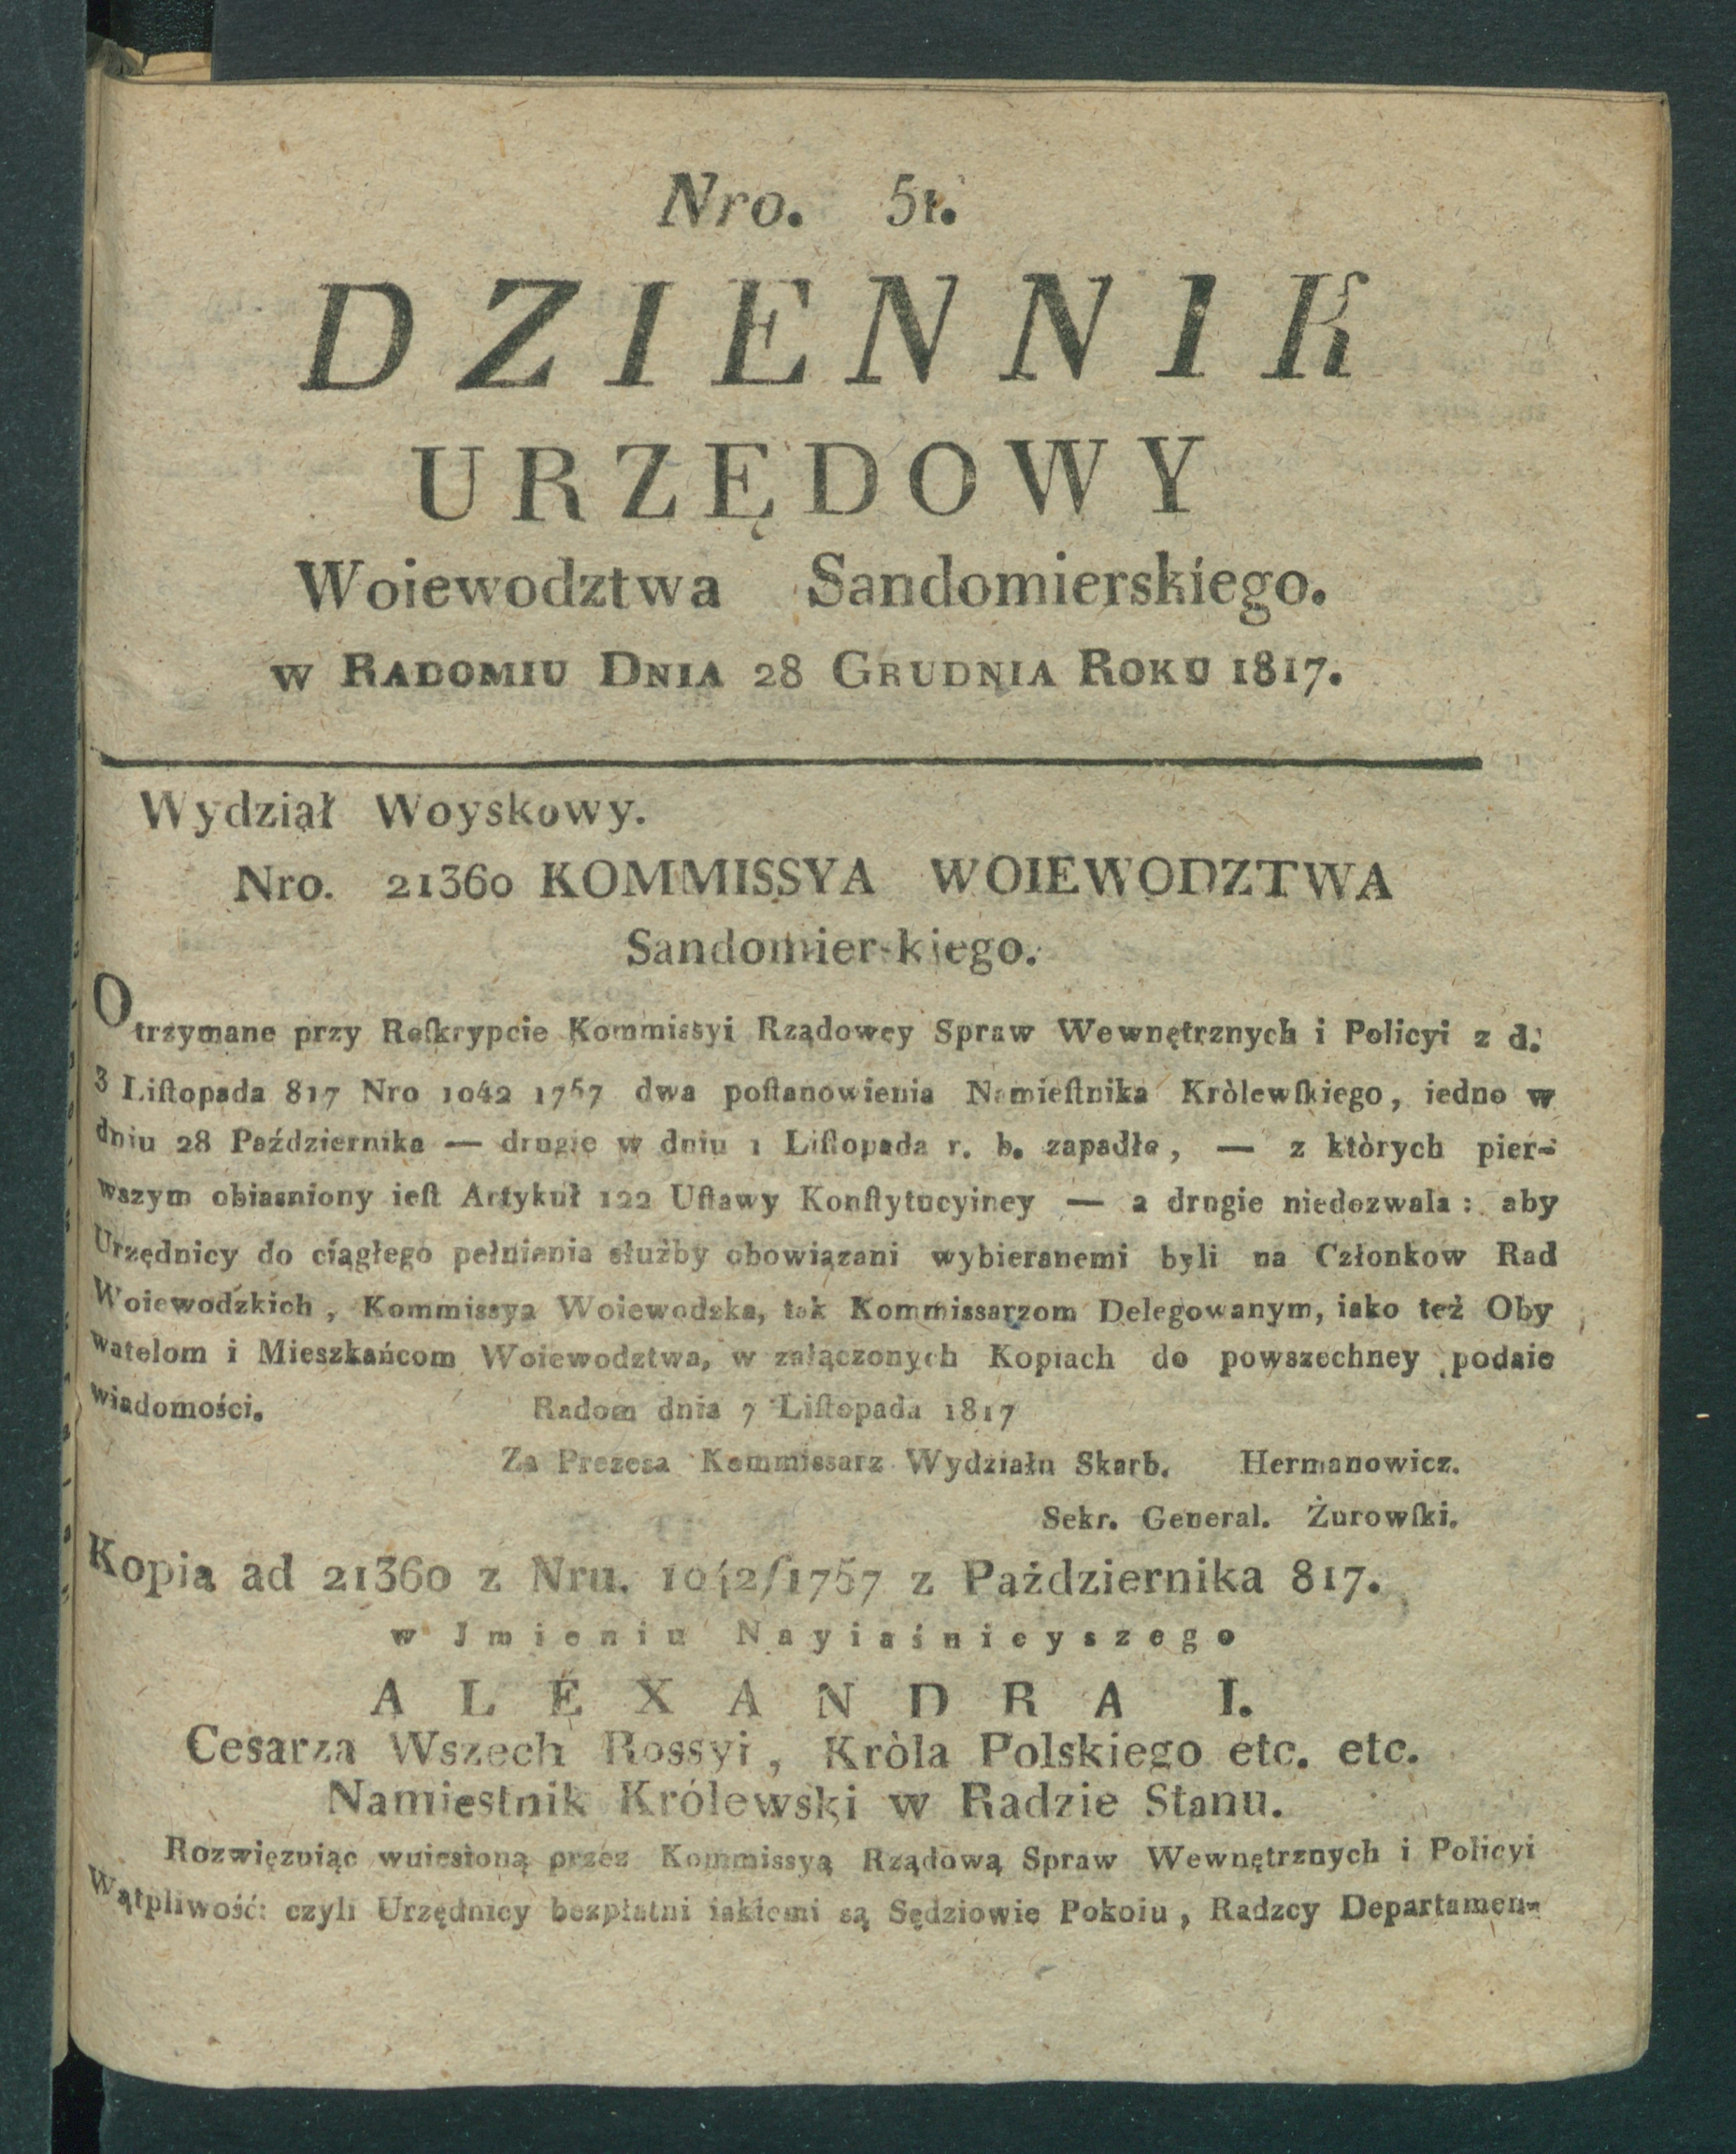 Nro. 51.
DZIENNIK
URZĘDOWY
Woiewodztwa Sandomierskiego.
w Radomiu Dnia 28 Grudnia Roku 1817.
Wydział Woyskowy.
Nro. 21360 KOMMISSYA WOIEWODZTWA
Sandomier-kiego.
Otrzymane przy Reſkrypcie Kommissyi Rządowey Spraw Wewnętrznych i Policyi z d.
3 Liſtopada 817 Nro 1042 1757 dwa poſtanowienia Namieſtnika Kròlewſkiego, iedno w
dniu 28 Października — drugie w dniu 1 Liſtopada r. b. zapadłe, — z ktòrych pier-
wszym obiasniony ieſt Artykuł 122 Uſtawy Konſtytucyiney — a drugie niedozwala: aby
Urzędnicy do ciągłego pełnienia służby obowiązani wybieranemi byli na Członkow Rad
Woiewodzkich, Kommissya Woiewodzka, tak Kommissarzom Delegowanym, iako też Oby
watelom i Mieszkańcom Woiewodztwa, w załączonych Kopiach do powszechney podaie
wiadomości. Radom dnia 7 Liſtopada 1817
Za Prezesa Kommissarz Wydziału Skarb. Hermanowicz.
Sekr. General. Żurowſki.
Kopia ad 21360 z Nru. 1042/1757 z Października 817.
w Jmieniu Nayiaśnieyszego
ALEXANDRA I.
Cesarza Wszech Rossyi, Kròla Polskiego etc. etc.
Namiestnik Królewski w Radzie Stanu.
Rozwięzuiąc wniesioną przez Kommissyą Rządową Spraw Wewnętrznych i Policyi
Wątpliwość: czyli Urzędnicy bezpłatni iakiemi są Sędziowie Pokoiu, Radzcy Departamen-